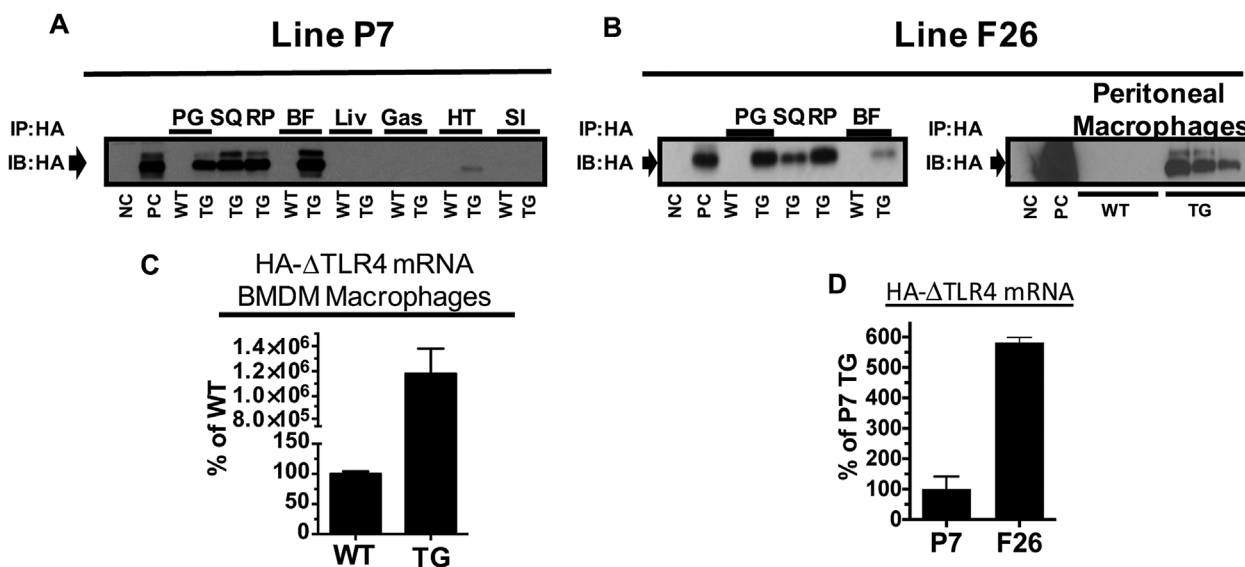 A
Line P7
PG SQ RP BF Liv Gas HT SI
IP:HA
IB:HA
NC PC WT TG TG TG WT TG WT TG WT TG WT TG WT TG
B
Line F26
PG SQ RP BF
IP:HA
IB:HA
NC PC WT TG TG TG WT TG
Peritoneal
Macrophages
IP:HA
IB:HA
NC PC WT TG
C
HA-ΔTLR4 mRNA
BMDM Macrophages
% of WT
1.4×10⁶
1.2×10⁶
1.0×10⁶
8.0×10⁵
150
100
50
0
WT TG
D
HA-ΔTLR4 mRNA
% of P7 TG
600
500
400
300
200
100
0
P7 F26